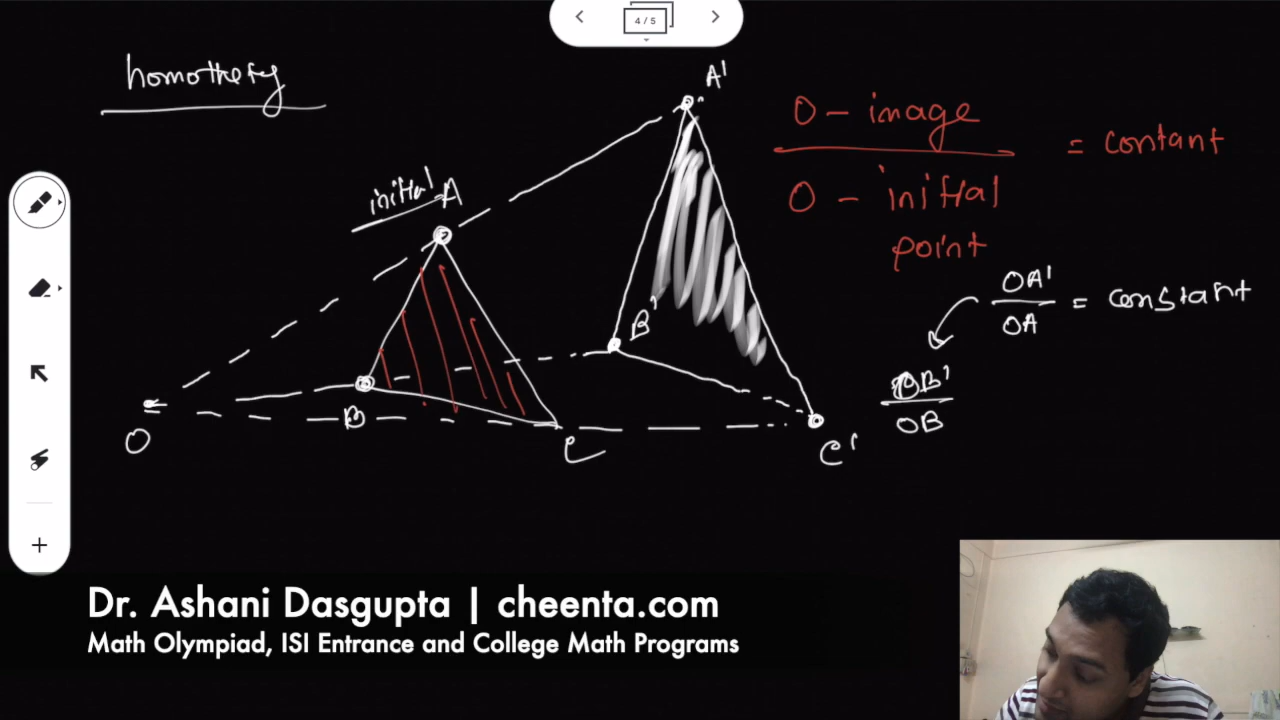 4 / 5
homothety
A'
O - image
= contant
O - initial
point
initial
A
OA'
OA
= constant
B'
OB'
OB
O
B
C
C'
Dr. Ashani Dasgupta | cheenta.com
Math Olympiad, ISI Entrance and College Math Programs